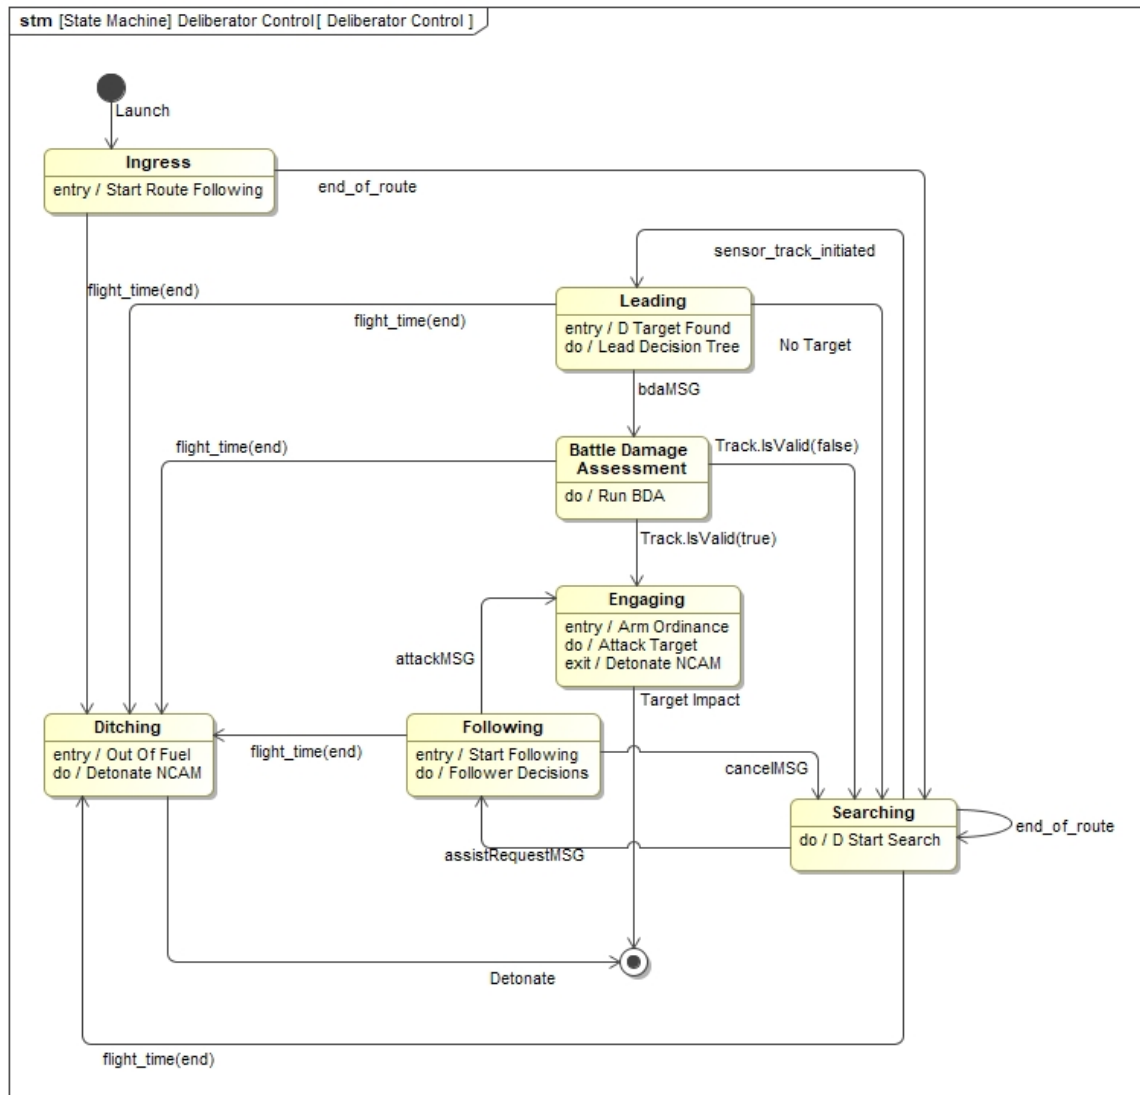 stm [State Machine] Deliberator Control[ Deliberator Control ]
Launch
Ingress
entry / Start Route Following
end_of_route
sensor_track_initiated
flight_time(end)
Leading
entry / D Target Found
do / Lead Decision Tree
flight_time(end)
No Target
bdaMSG
flight_time(end)
Battle Damage
Assessment
do / Run BDA
Track.IsValid(false)
Track.IsValid(true)
Engaging
entry / Arm Ordinance
do / Attack Target
exit / Detonate NCAM
attackMSG
Target Impact
Ditching
entry / Out Of Fuel
do / Detonate NCAM
flight_time(end)
Following
entry / Start Following
do / Follower Decisions
cancelMSG
Searching
do / D Start Search
end_of_route
assistRequestMSG
Detonate
flight_time(end)